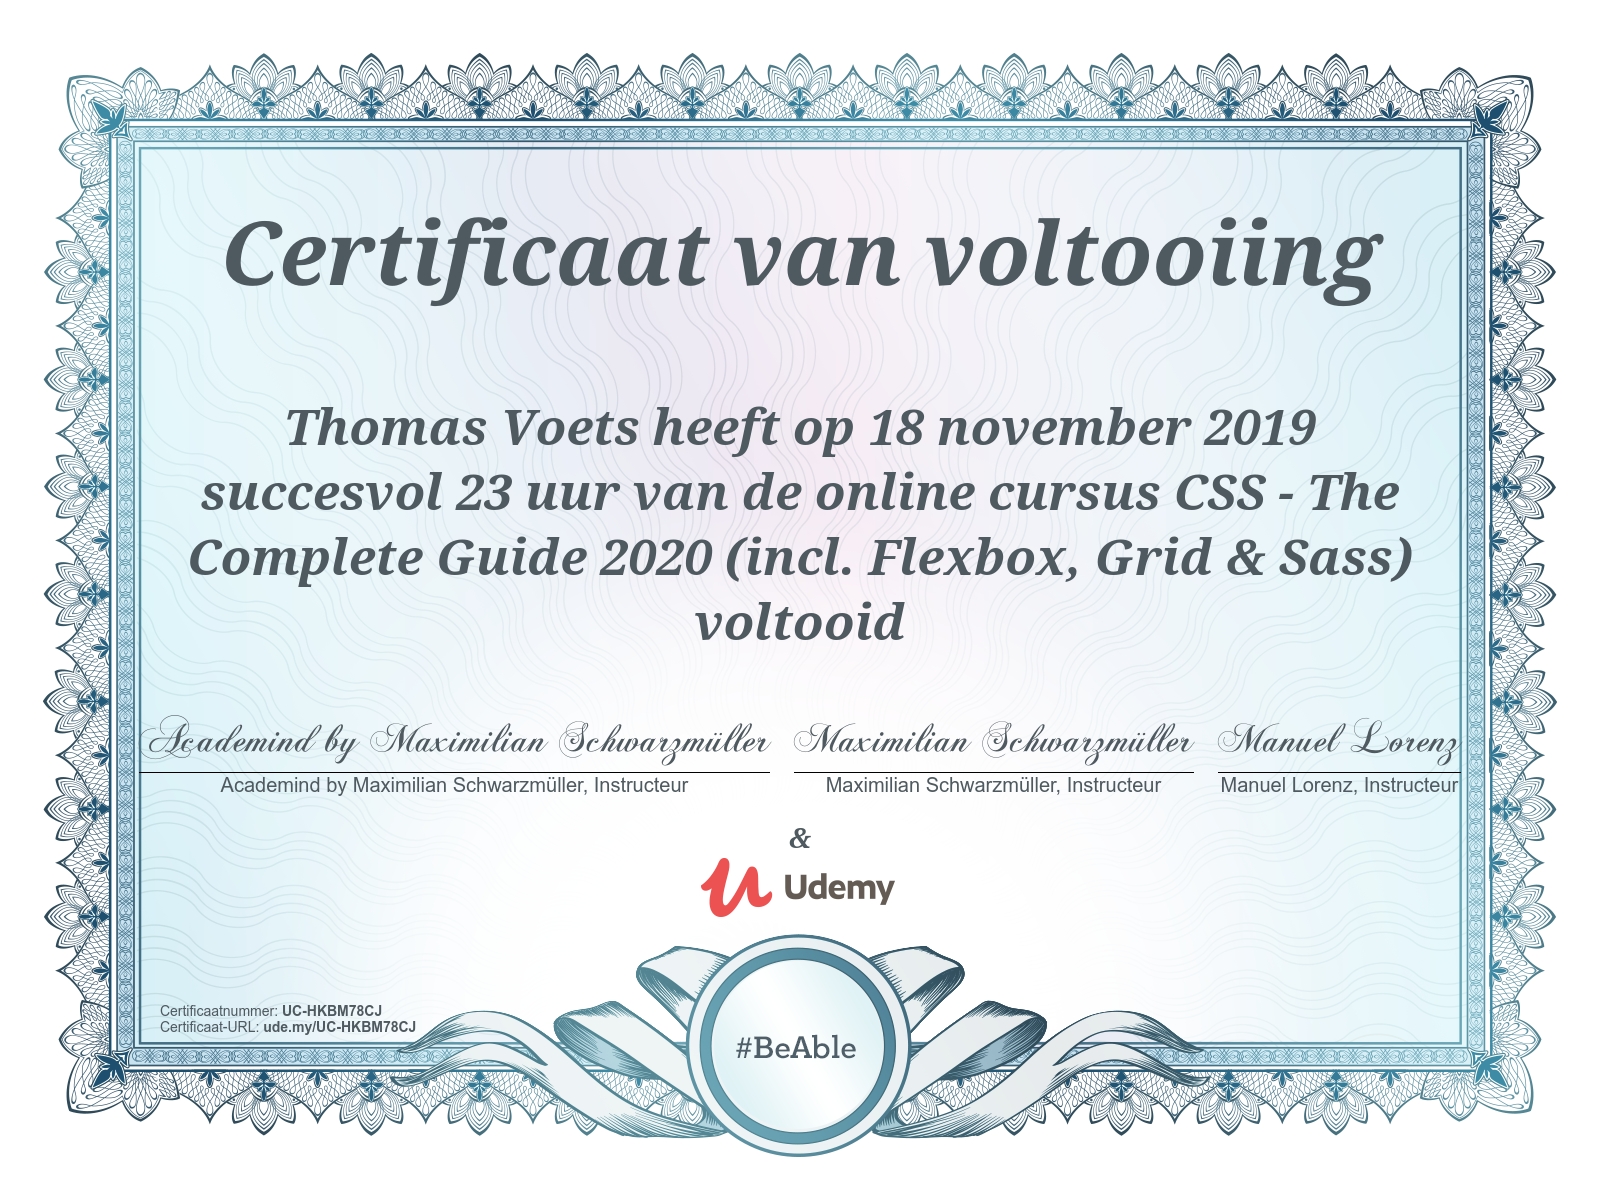 Certificaat van voltooiing
Thomas Voets heeft op 18 november 2019
succesvol 23 uur van de online cursus CSS - The
Complete Guide 2020 (incl. Flexbox, Grid & Sass)
voltooid
Academind by Maximilian Schwarzmüller
Academind by Maximilian Schwarzmüller, Instructeur
Maximilian Schwarzmüller
Maximilian Schwarzmüller, Instructeur
Manuel Lorenz
Manuel Lorenz, Instructeur
&
Udemy
Certificaatnummer: UC-HKBM78CJ
Certificaat-URL: ude.my/UC-HKBM78CJ
#BeAble